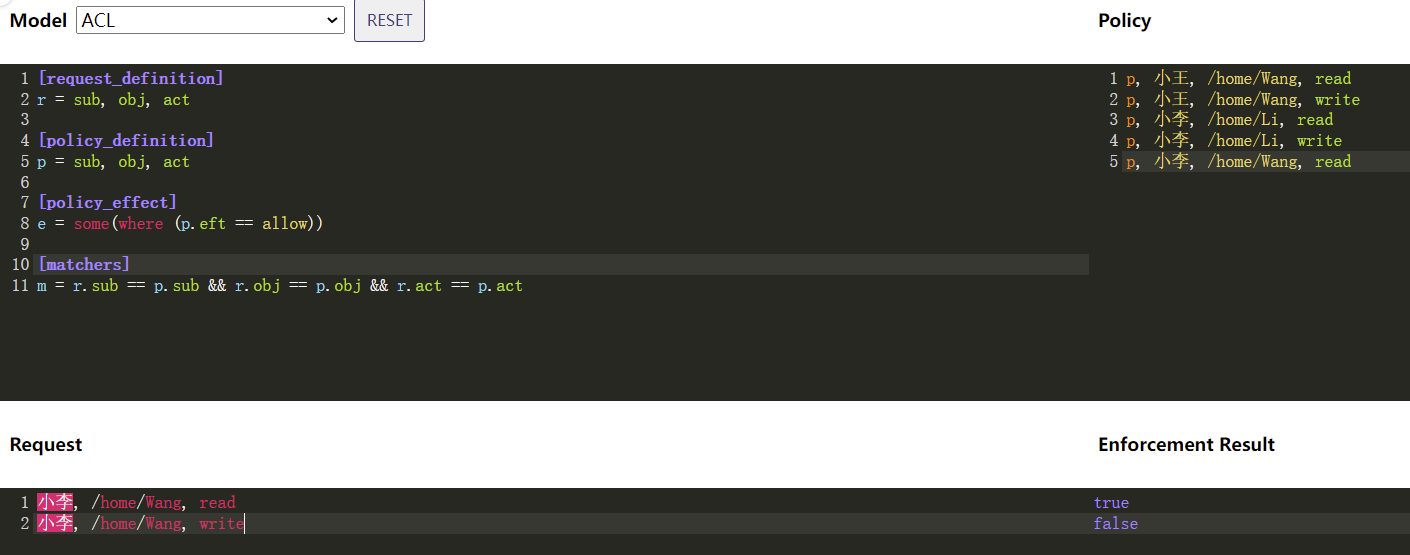 Model ACL RESET
Policy
1 [request_definition]
2 r = sub, obj, act
3
4 [policy_definition]
5 p = sub, obj, act
6
7 [policy_effect]
8 e = some(where (p.eft == allow))
9
10 [matchers]
11 m = r.sub == p.sub && r.obj == p.obj && r.act == p.act
1 p, 小王, /home/Wang, read
2 p, 小王, /home/Wang, write
3 p, 小李, /home/Li, read
4 p, 小李, /home/Li, write
5 p, 小李, /home/Wang, read
Request
1 小李, /home/Wang, read
2 小李, /home/Wang, write
Enforcement Result
true
false